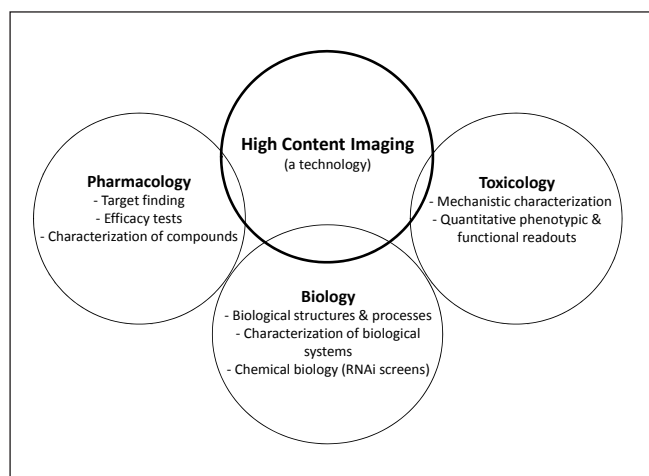 High Content Imaging
(a technology)
Pharmacology
- Target finding
- Efficacy tests
- Characterization of compounds
Toxicology
- Mechanistic characterization
- Quantitative phenotypic &
functional readouts
Biology
- Biological structures & processes
- Characterization of biological
systems
- Chemical biology (RNAi screens)